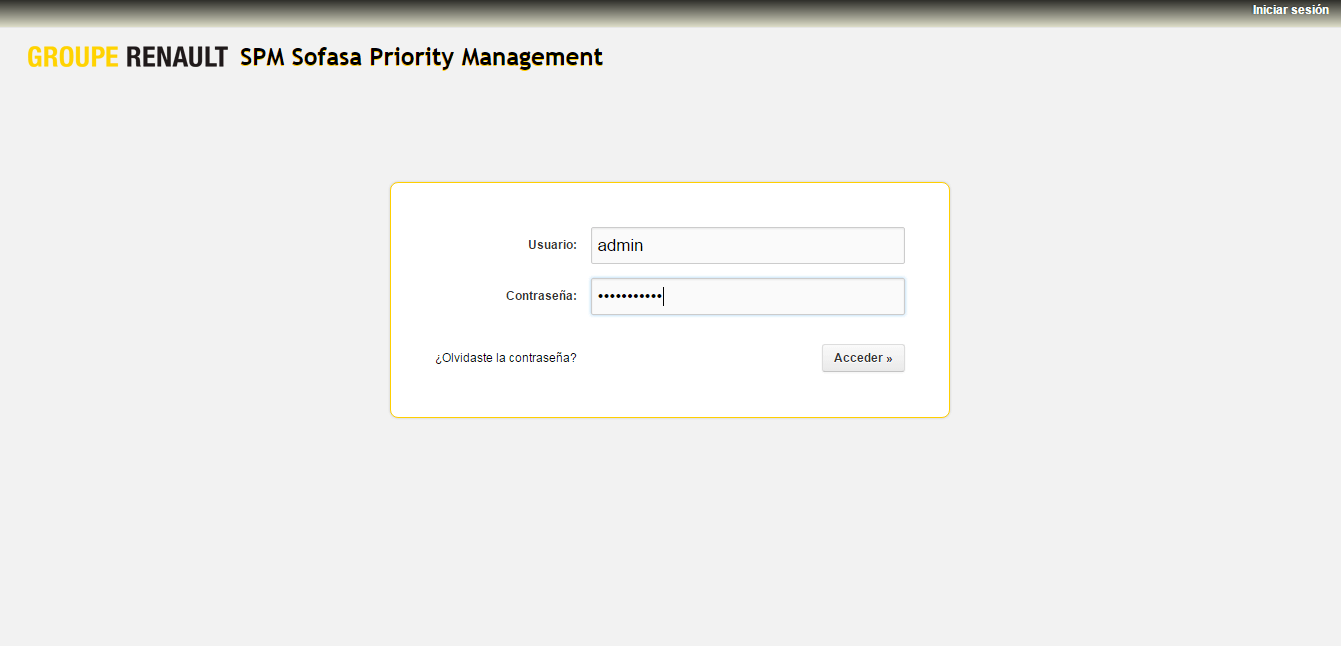 Iniciar sesión
GROUPE RENAULT SPM Sofasa Priority Management
Usuario: admin
Contraseña: •••••••••••
¿Olvidaste la contraseña? Acceder »